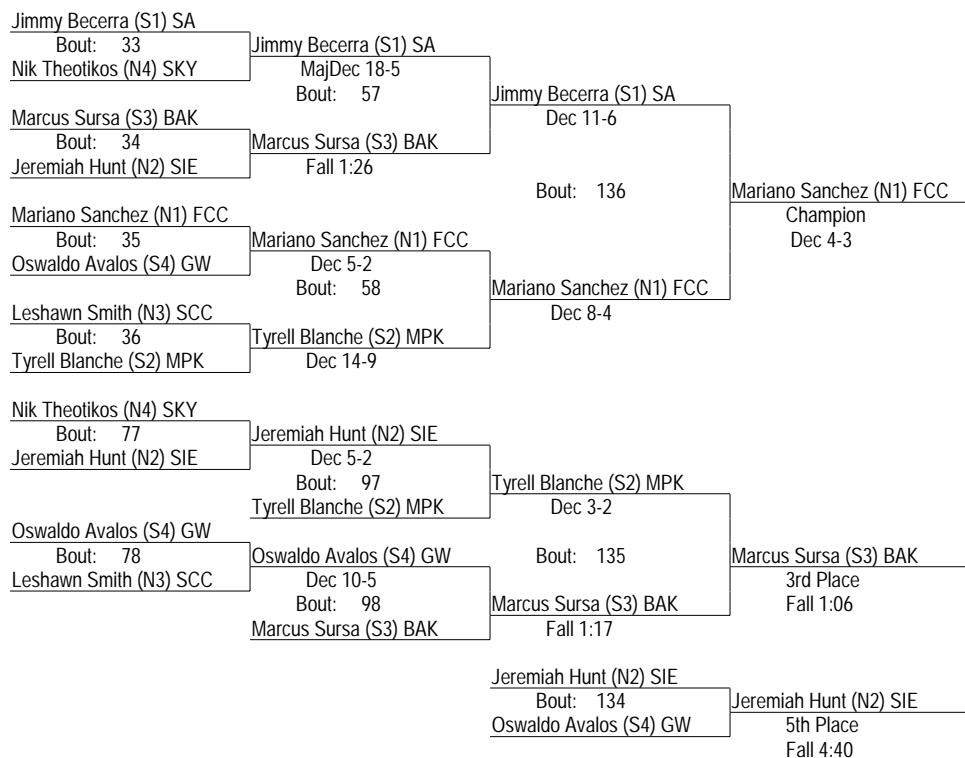 Jimmy Becerra (S1) SA
Bout: 33
Nik Theotikos (N4) SKY
Jimmy Becerra (S1) SA
MajDec 18-5
Bout: 57
Marcus Sursa (S3) BAK
Bout: 34
Jeremiah Hunt (N2) SIE
Marcus Sursa (S3) BAK
Fall 1:26
Jimmy Becerra (S1) SA
Dec 11-6
Bout: 136
Mariano Sanchez (N1) FCC
Bout: 35
Oswaldo Avalos (S4) GW
Mariano Sanchez (N1) FCC
Dec 5-2
Bout: 58
Leshawn Smith (N3) SCC
Bout: 36
Tyrell Blanche (S2) MPK
Tyrell Blanche (S2) MPK
Dec 14-9
Mariano Sanchez (N1) FCC
Dec 8-4
Mariano Sanchez (N1) FCC
Champion
Dec 4-3
Nik Theotikos (N4) SKY
Bout: 77
Jeremiah Hunt (N2) SIE
Jeremiah Hunt (N2) SIE
Dec 5-2
Bout: 97
Tyrell Blanche (S2) MPK
Tyrell Blanche (S2) MPK
Dec 3-2
Bout: 135
Oswaldo Avalos (S4) GW
Bout: 78
Leshawn Smith (N3) SCC
Oswaldo Avalos (S4) GW
Dec 10-5
Bout: 98
Marcus Sursa (S3) BAK
Marcus Sursa (S3) BAK
Fall 1:17
Marcus Sursa (S3) BAK
3rd Place
Fall 1:06
Jeremiah Hunt (N2) SIE
Bout: 134
Oswaldo Avalos (S4) GW
Jeremiah Hunt (N2) SIE
5th Place
Fall 4:40